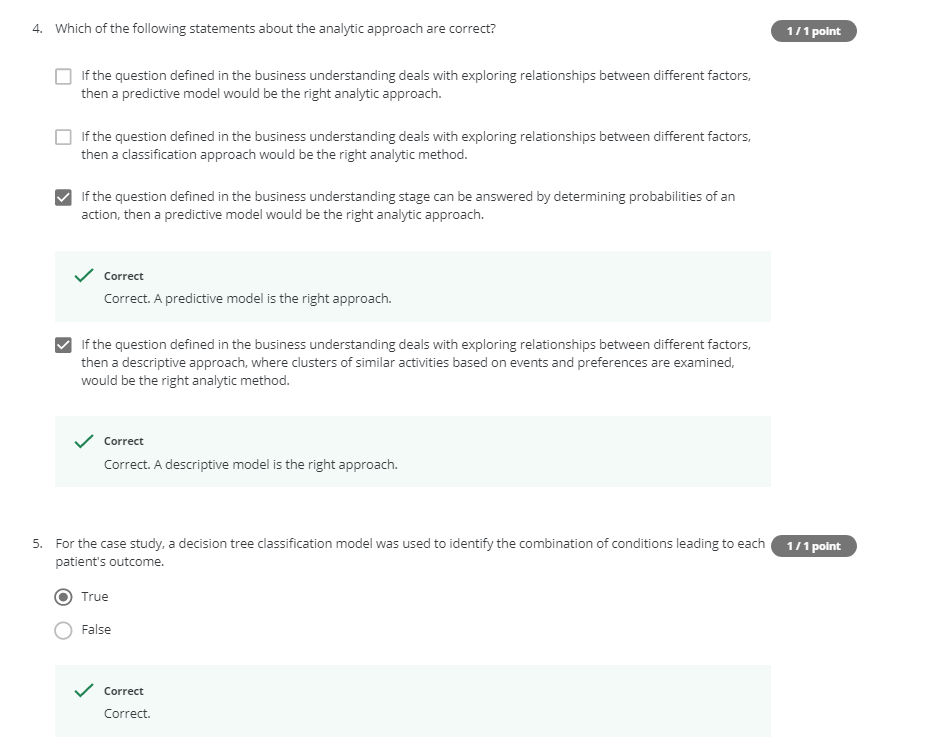 4. Which of the following statements about the analytic approach are correct?
1 / 1 point
If the question defined in the business understanding deals with exploring relationships between different factors,
then a predictive model would be the right analytic approach.
If the question defined in the business understanding deals with exploring relationships between different factors,
then a classification approach would be the right analytic method.
If the question defined in the business understanding stage can be answered by determining probabilities of an
action, then a predictive model would be the right analytic approach.
Correct
Correct. A predictive model is the right approach.
If the question defined in the business understanding deals with exploring relationships between different factors,
then a descriptive approach, where clusters of similar activities based on events and preferences are examined,
would be the right analytic method.
Correct
Correct. A descriptive model is the right approach.
5. For the case study, a decision tree classification model was used to identify the combination of conditions leading to each
patient's outcome.
1 / 1 point
True
False
Correct
Correct.